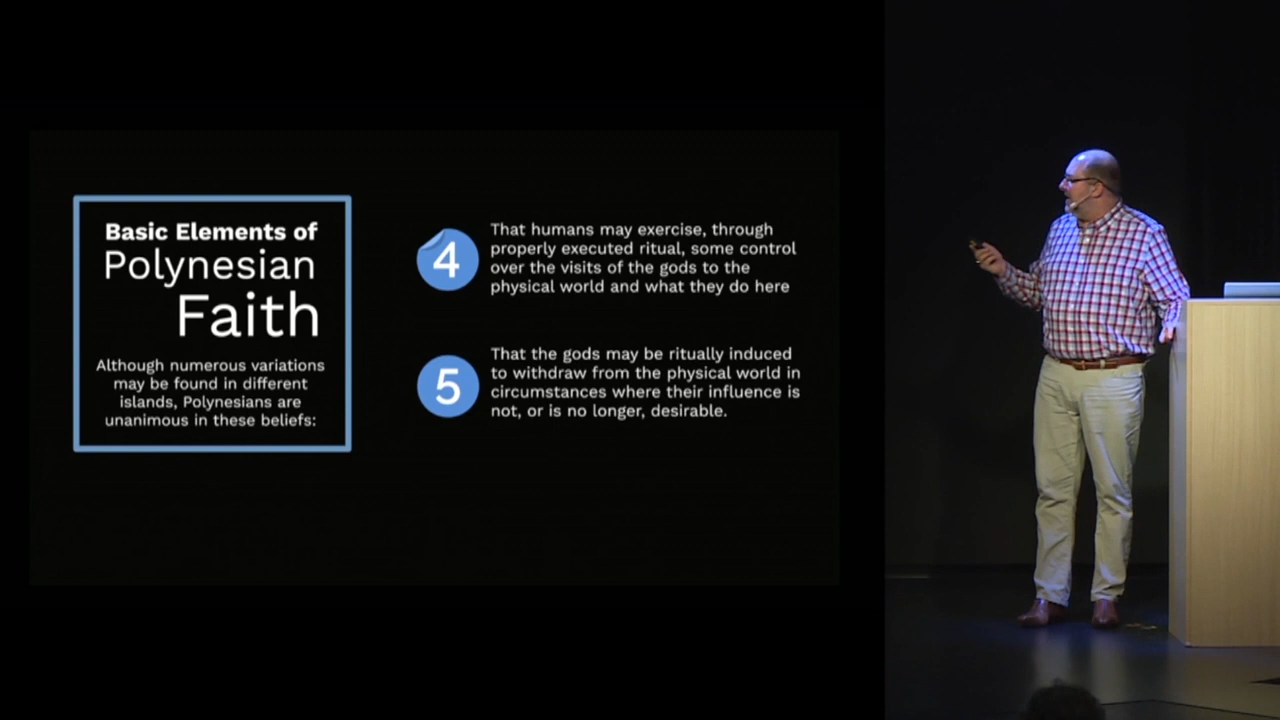 Basic Elements of
Polynesian
Faith
Although numerous variations
may be found in different
islands, Polynesians are
unanimous in these beliefs:
4
That humans may exercise, through
properly executed ritual, some control
over the visits of the gods to the
physical world and what they do here
5
That the gods may be ritually induced
to withdraw from the physical world in
circumstances where their influence is
not, or is no longer, desirable.